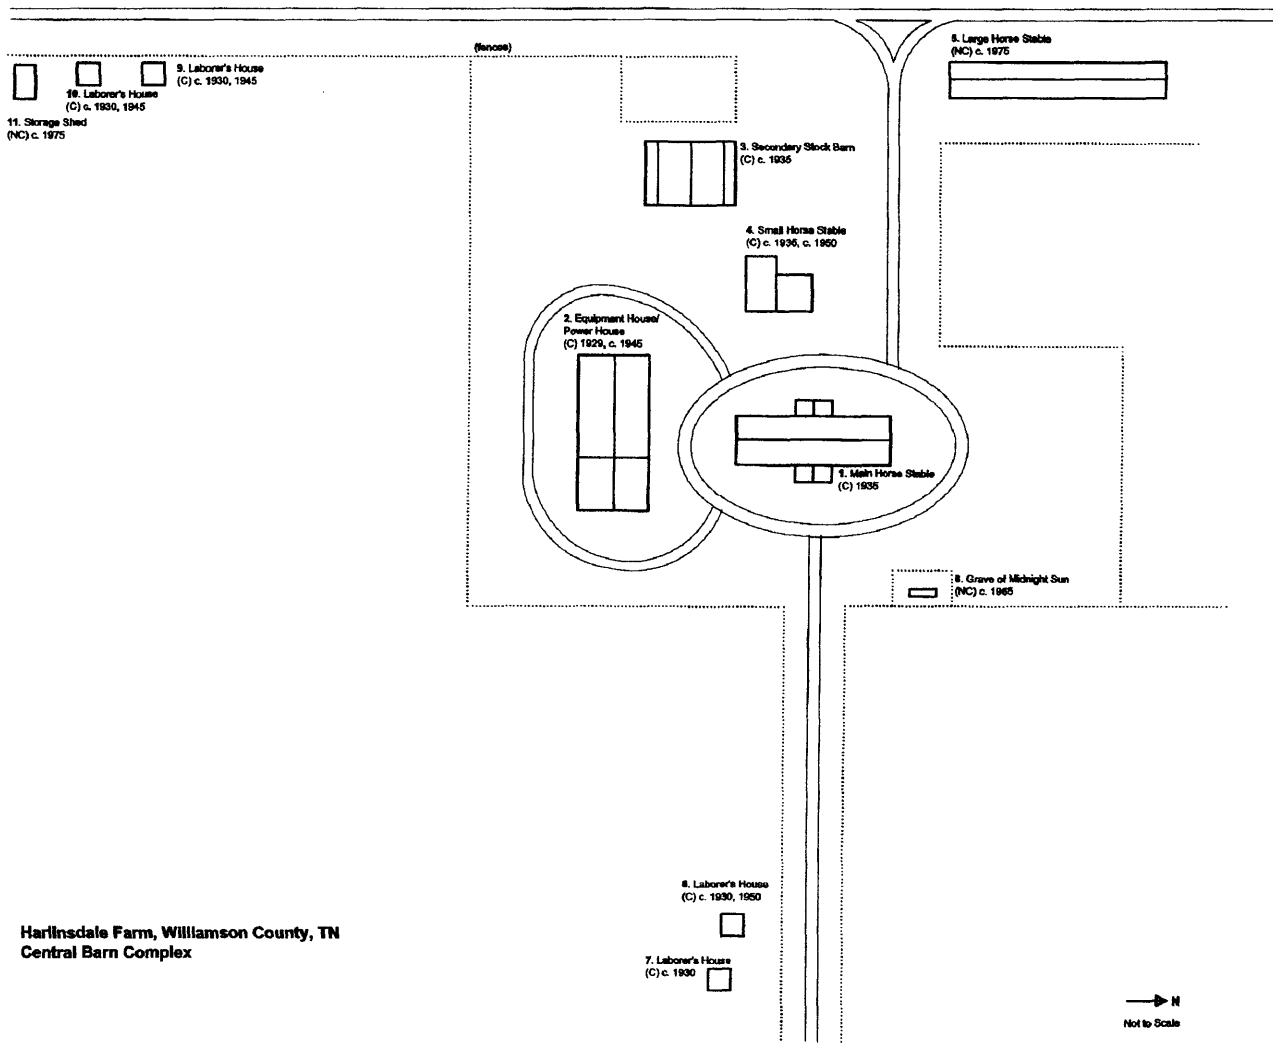 (fences)
5. Large Horse Stable
(NC) c. 1975
9. Laborer's House
(C) c. 1930, 1945
10. Laborer's House
(C) c. 1930, 1945
11. Storage Shed
(NC) c. 1975
3. Secondary Stock Barn
(C) c. 1935
4. Small Horse Stable
(C) c. 1935, c. 1950
2. Equipment House/
Power House
(C) 1929, c. 1945
1. Main Horse Stable
(C) 1935
8. Grave of Midnight Sun
(NC) c. 1965
6. Laborer's House
(C) c. 1930, 1950
7. Laborer's House
(C) c. 1930
Harlinsdale Farm, Williamson County, TN
Central Barn Complex
N
Not to Scale